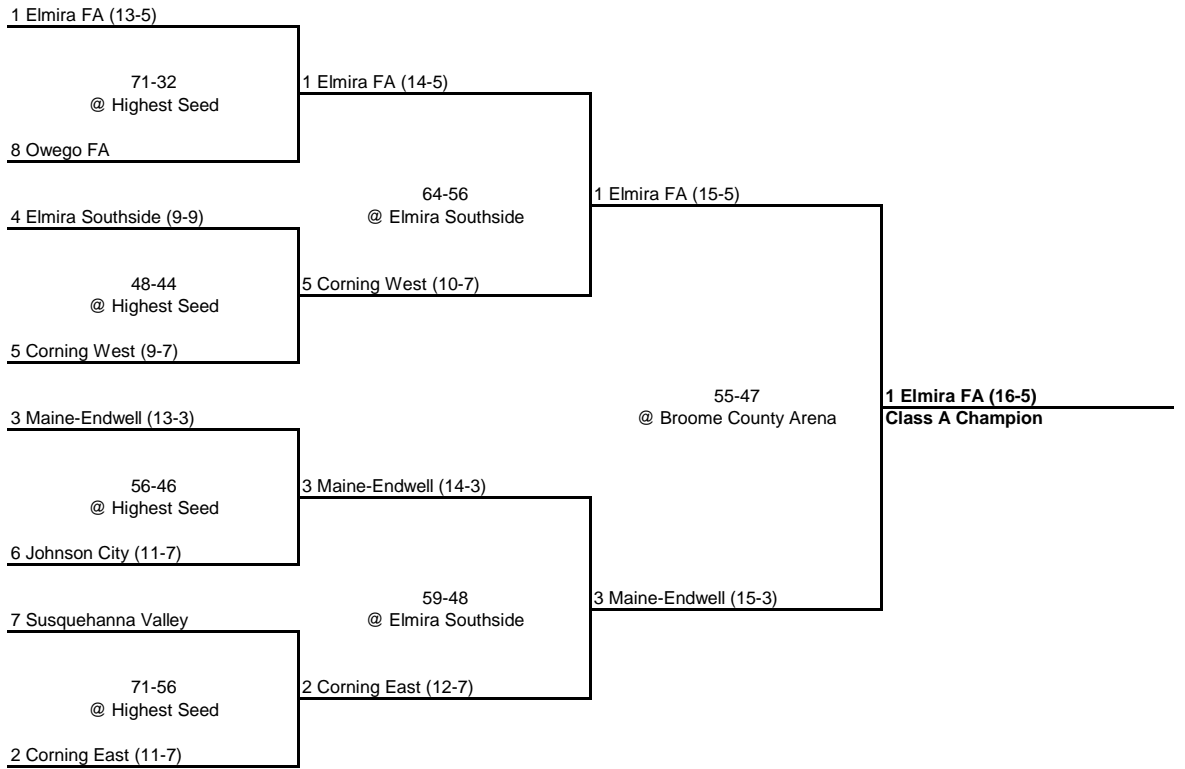 1 Elmira FA (13-5)
71-32
@ Highest Seed
1 Elmira FA (14-5)
8 Owego FA
64-56
@ Elmira Southside
1 Elmira FA (15-5)
4 Elmira Southside (9-9)
48-44
@ Highest Seed
5 Corning West (10-7)
5 Corning West (9-7)
55-47
@ Broome County Arena
1 Elmira FA (16-5)
Class A Champion
3 Maine-Endwell (13-3)
56-46
@ Highest Seed
3 Maine-Endwell (14-3)
6 Johnson City (11-7)
59-48
@ Elmira Southside
3 Maine-Endwell (15-3)
7 Susquehanna Valley
71-56
@ Highest Seed
2 Corning East (12-7)
2 Corning East (11-7)